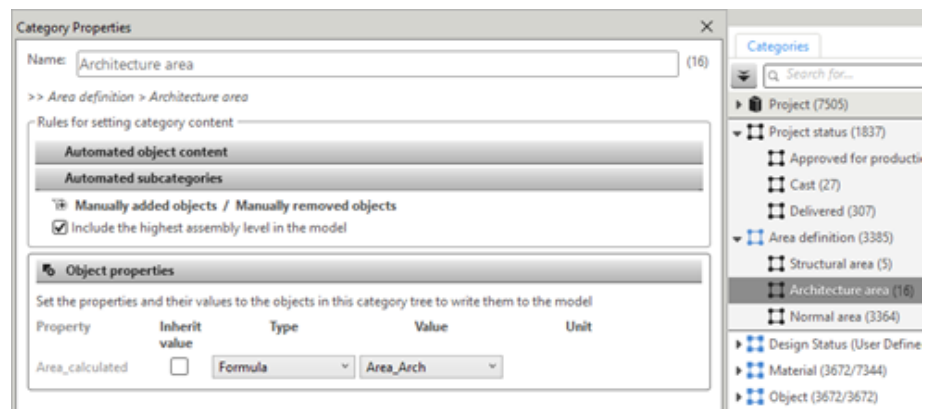 Category Properties
Name: Architecture area (16)
>> Area definition > Architecture area
Rules for setting category content
Automated object content
Automated subcategories
Manually added objects / Manually removed objects
Include the highest assembly level in the model
Object properties
Set the properties and their values to the objects in this category tree to write them to the model
Property Inherit value Type Value Unit
Area_calculated Formula Area_Arch
Categories
Search for...
Project (7505)
Project status (1837)
Approved for producti
Cast (27)
Delivered (307)
Area definition (3385)
Structural area (5)
Architecture area (16)
Normal area (3364)
Design Status (User Define
Material (3672/7344)
Object (3672/3672)